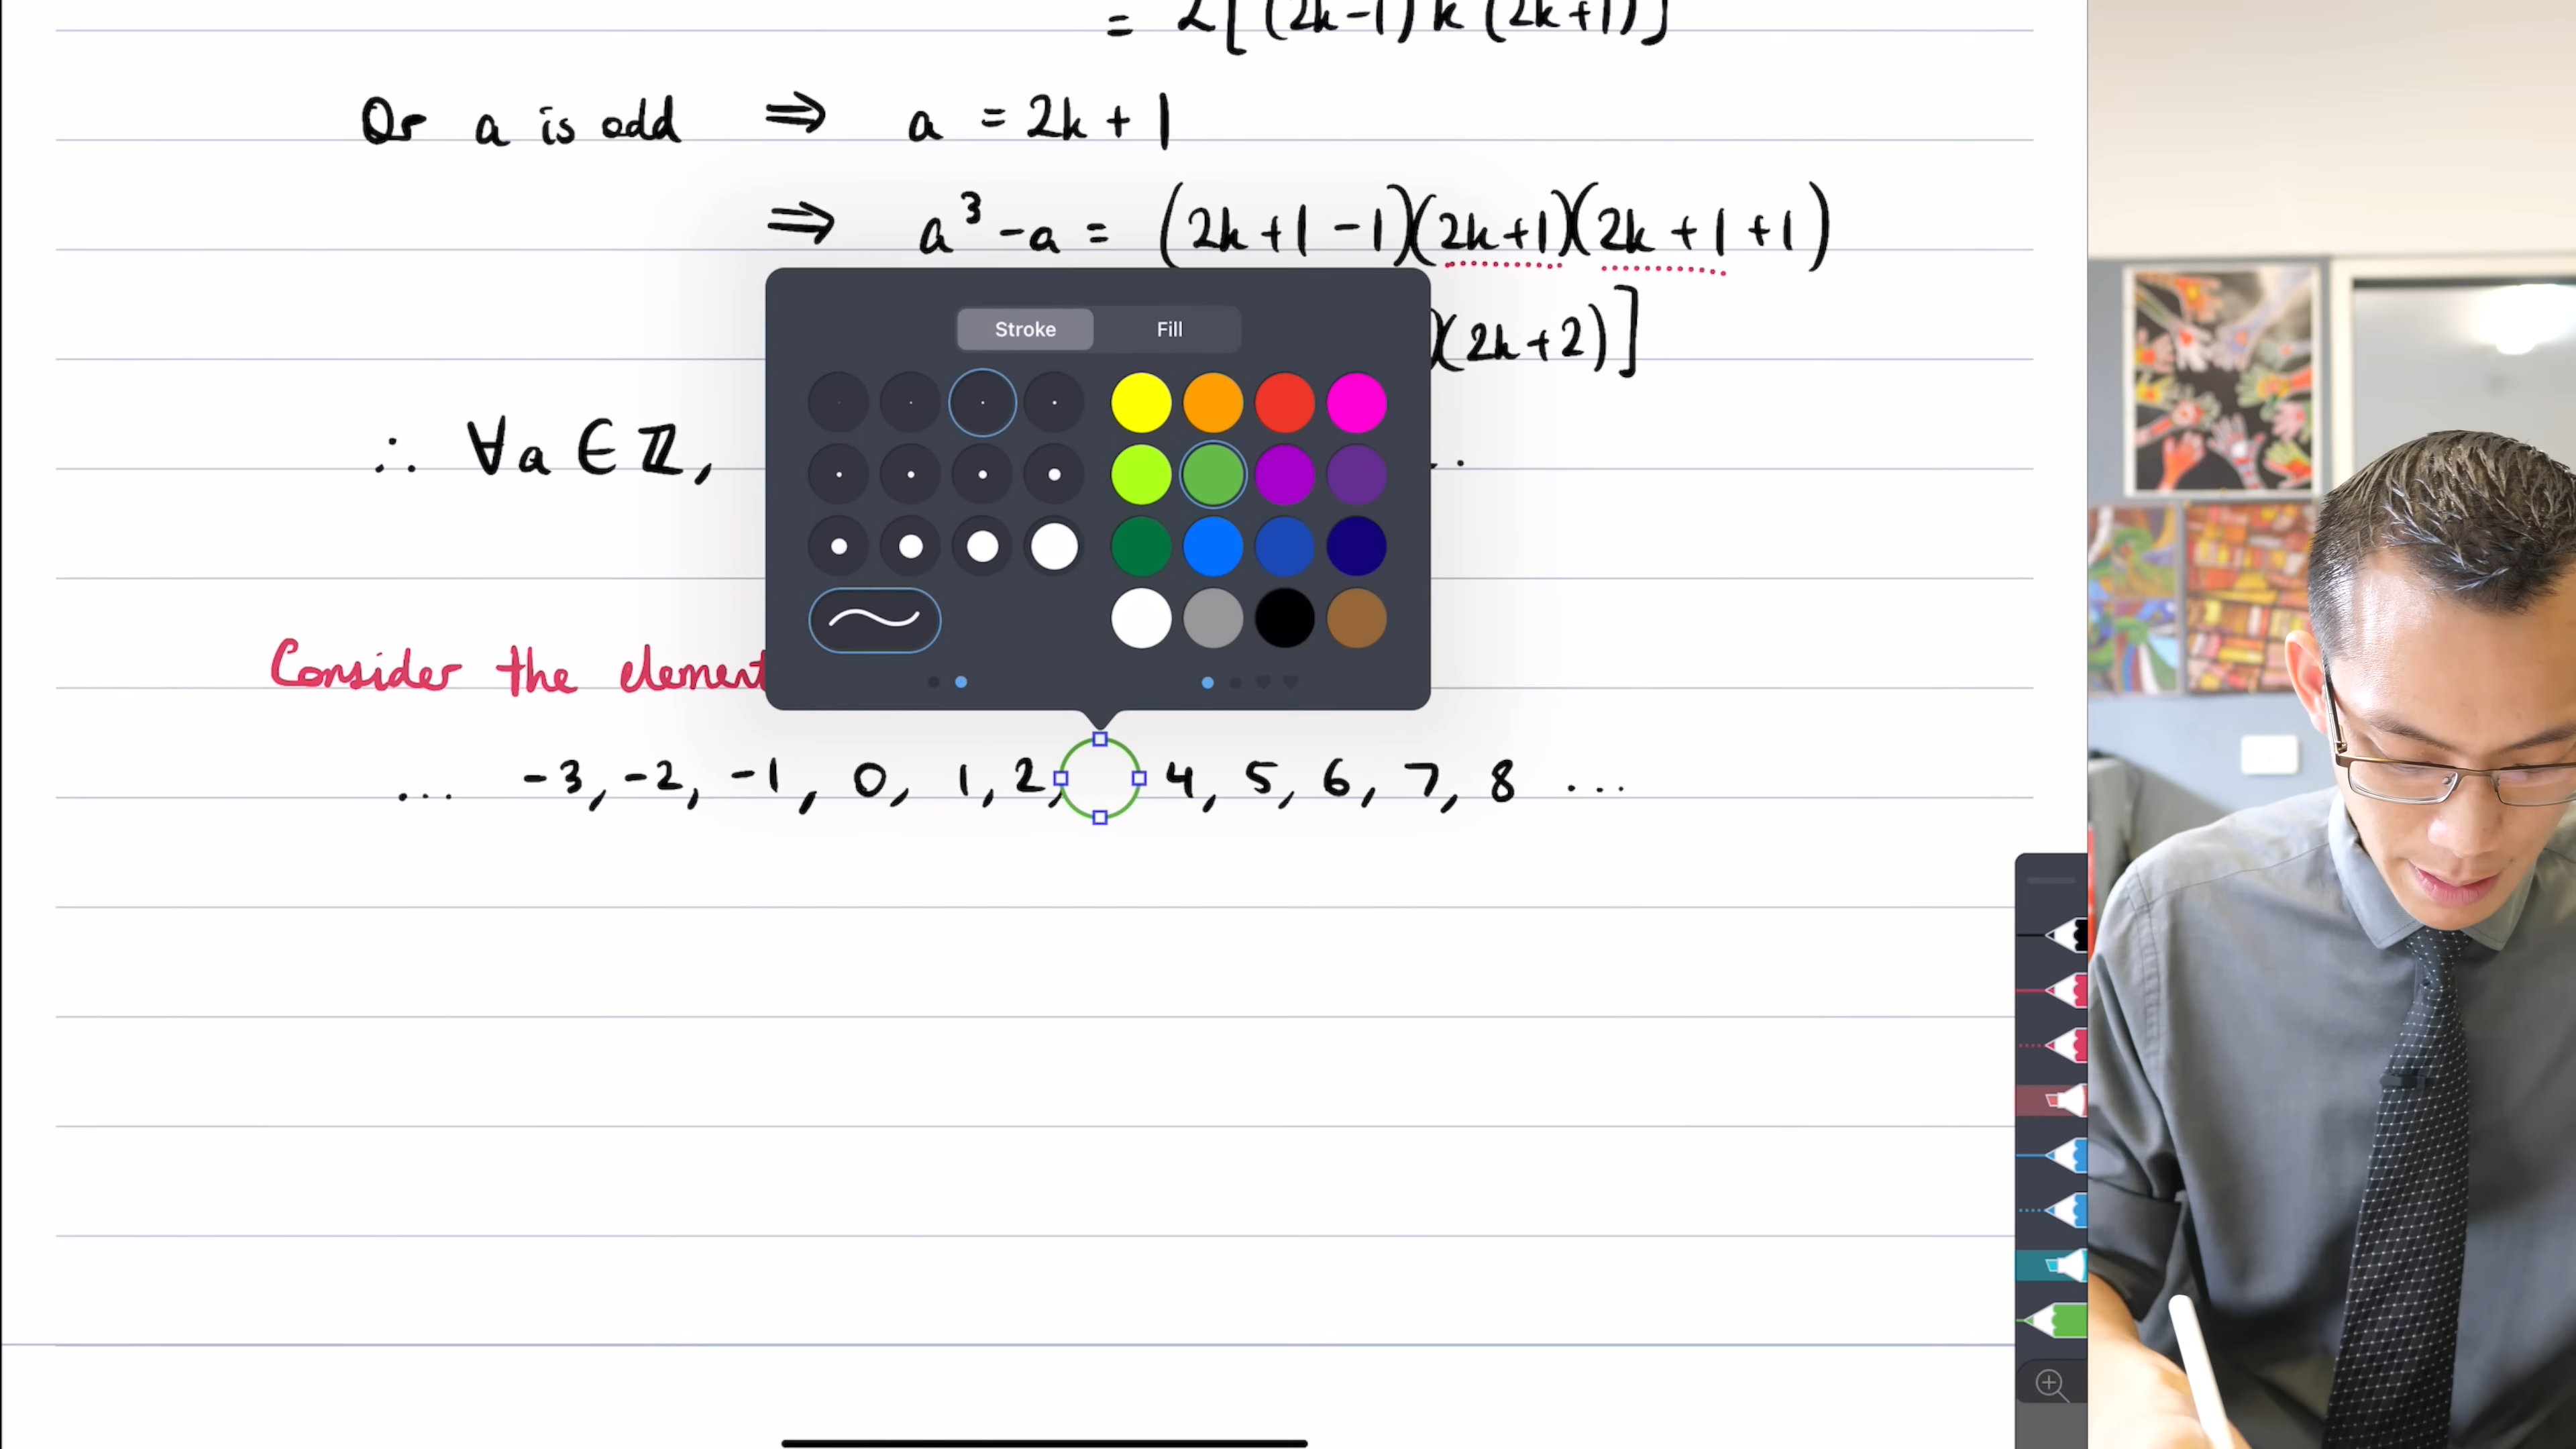 = 2[(2k-1) k (2k+1)]
Or a is odd ⇒ a = 2k + 1
⇒ a³ - a = (2k+1-1)(2k+1)(2k+1+1)
)(2k+2)]
∴ ∀a ∈ ℤ,
Stroke Fill
Consider the element
... -3, -2, -1, 0, 1, 2, 4, 5, 6, 7, 8 ...